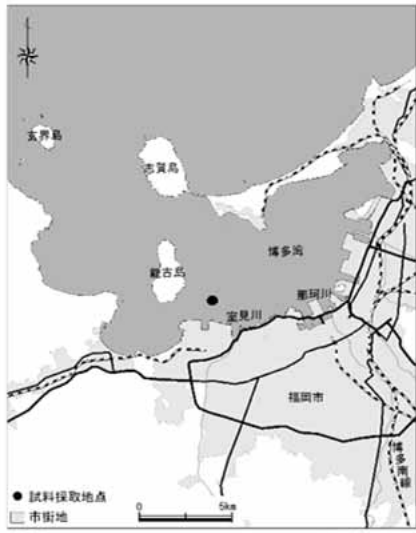 玄界島
志賀島
能古島
博多湾
那珂川
室見川
福岡市
博多南線
● 試料採取地点
市街地
0 5km